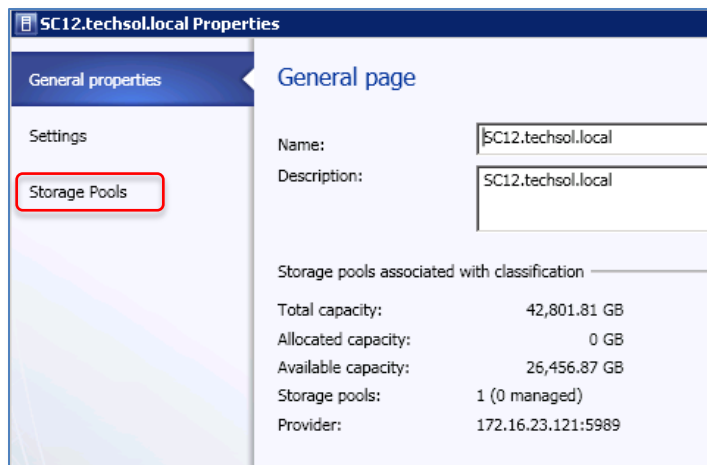 SC12.techsol.local Properties
General properties
Settings
Storage Pools
General page
Name: SC12.techsol.local
Description: SC12.techsol.local
Storage pools associated with classification
Total capacity: 42,801.81 GB
Allocated capacity: 0 GB
Available capacity: 26,456.87 GB
Storage pools: 1 (0 managed)
Provider: 172.16.23.121:5989